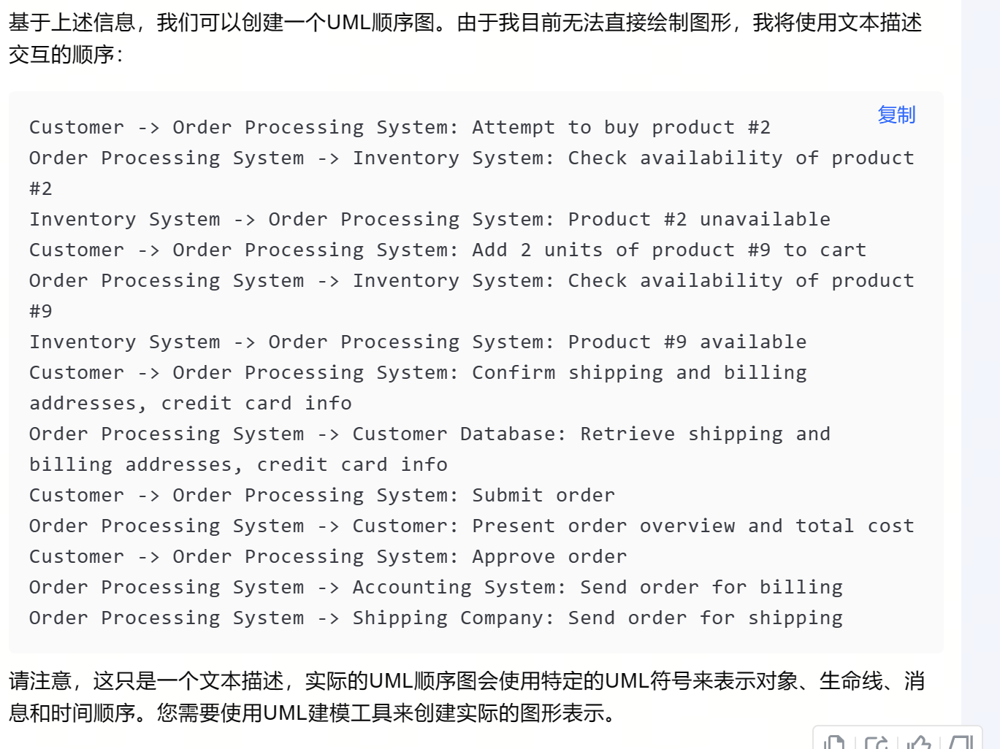 基于上述信息，我们可以创建一个UML顺序图。由于我目前无法直接绘制图形，我将使用文本描述
交互的顺序：
复制
Customer -> Order Processing System: Attempt to buy product #2
Order Processing System -> Inventory System: Check availability of product
#2
Inventory System -> Order Processing System: Product #2 unavailable
Customer -> Order Processing System: Add 2 units of product #9 to cart
Order Processing System -> Inventory System: Check availability of product
#9
Inventory System -> Order Processing System: Product #9 available
Customer -> Order Processing System: Confirm shipping and billing
addresses, credit card info
Order Processing System -> Customer Database: Retrieve shipping and
billing addresses, credit card info
Customer -> Order Processing System: Submit order
Order Processing System -> Customer: Present order overview and total cost
Customer -> Order Processing System: Approve order
Order Processing System -> Accounting System: Send order for billing
Order Processing System -> Shipping Company: Send order for shipping
请注意，这只是一个文本描述，实际的UML顺序图会使用特定的UML符号来表示对象、生命线、消
息和时间顺序。您需要使用UML建模工具来创建实际的图形表示。